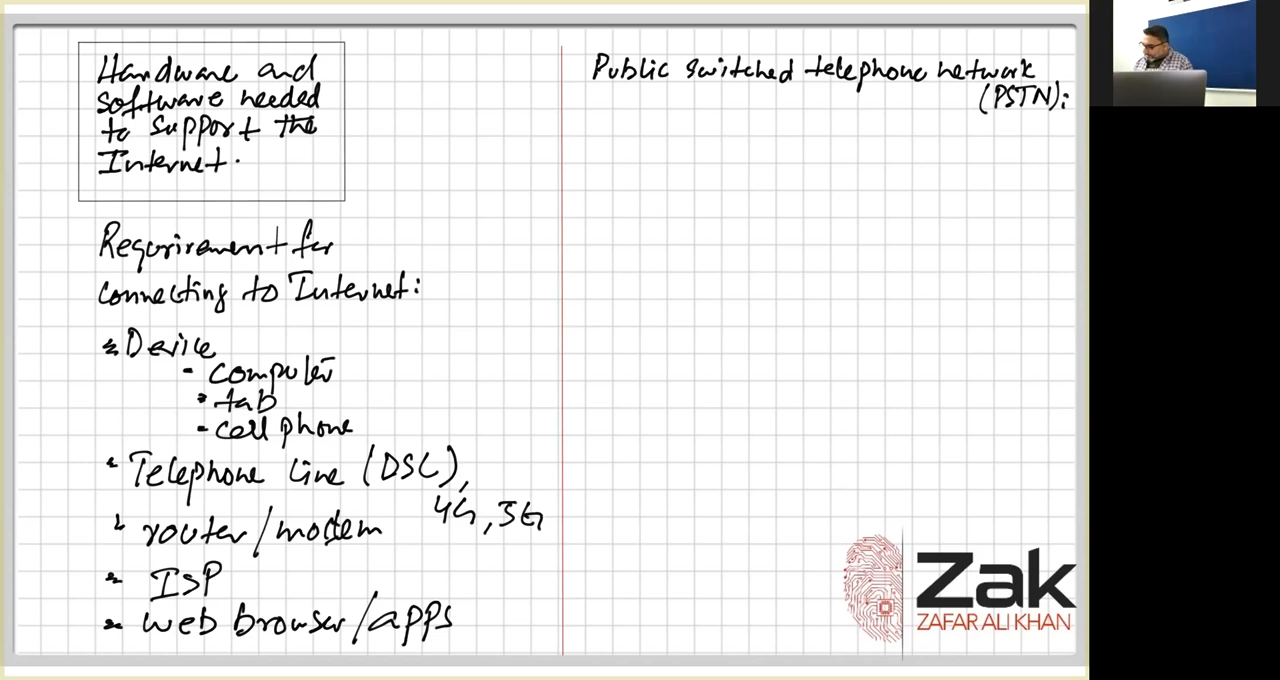 Hardware and
software needed
to support the
Internet.
Requirement for
connecting to Internet:
Device
- computer
• tab
- cell phone
Telephone line (DSL),
4G, 5G
router/modem
ISP
web browser/apps
Public switched telephone network
(PSTN):
Zak
ZAFAR ALI KHAN